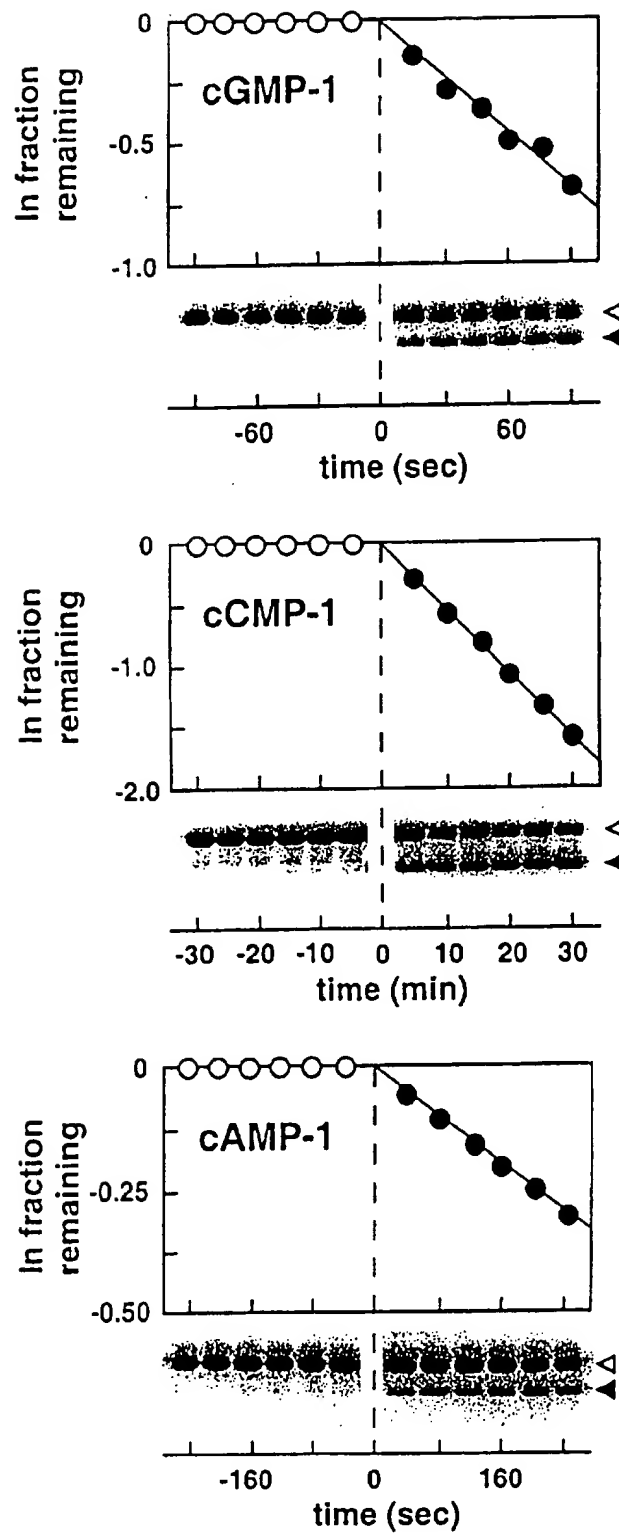 0
cGMP-1
-0.5
-1.0
ln fraction
remaining
-60 0 60
time (sec)
0
cCMP-1
-1.0
-2.0
ln fraction
remaining
-30 -20 -10 0 10 20 30
time (min)
0
cAMP-1
-0.25
-0.50
ln fraction
remaining
-160 0 160
time (sec)